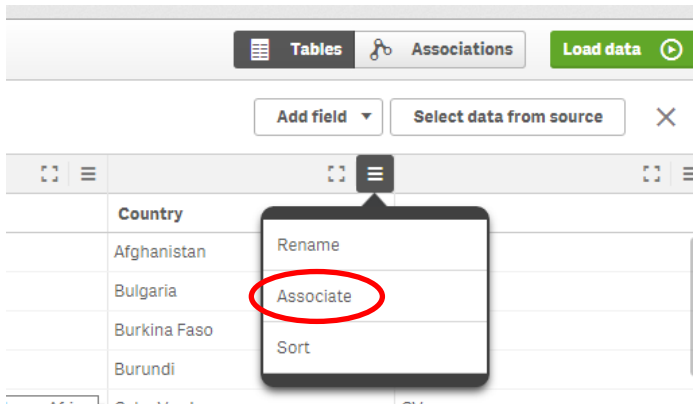 Tables Associations Load data
Add field Select data from source
Country
Afghanistan
Rename
Bulgaria
Associate
Burkina Faso
Sort
Burundi